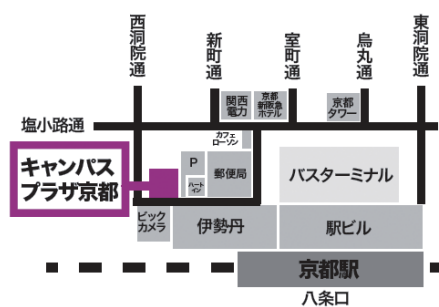 西洞院通
新町通
室町通
烏丸通
東洞院通
関西
電力
京都
新阪急
ホテル
京都
タワー
塩小路通
カフェ
ローソン
キャンパス
プラザ京都
P
ハート
イン
郵便局
バスターミナル
ビック
カメラ
伊勢丹
駅ビル
京都駅
八条口